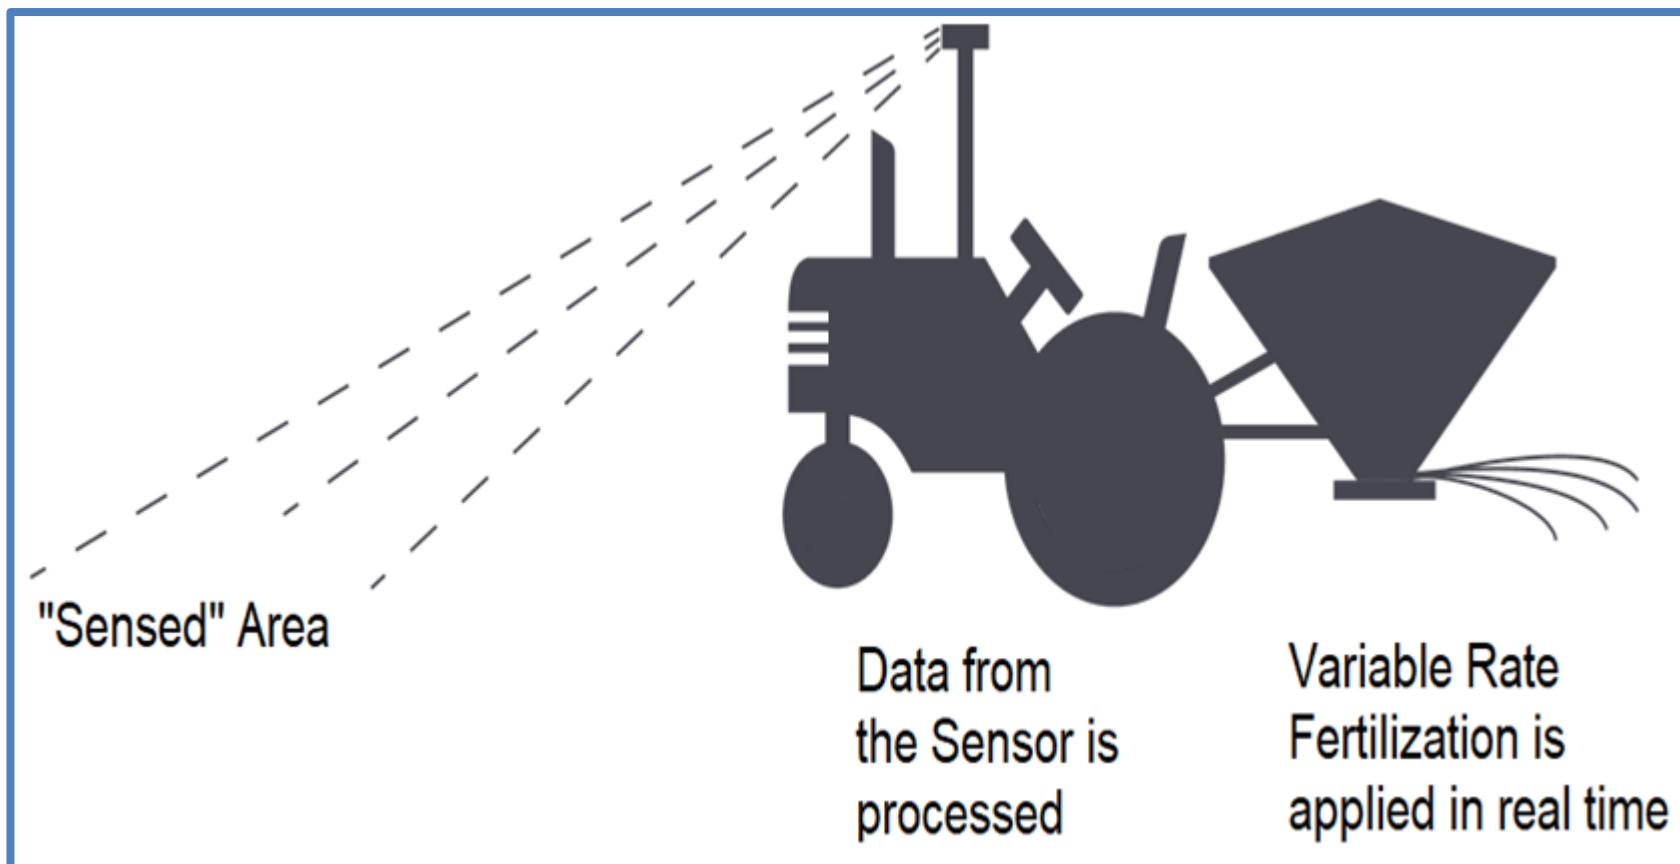 "Sensed" Area
Data from
the Sensor is
processed
Variable Rate
Fertilization is
applied in real time